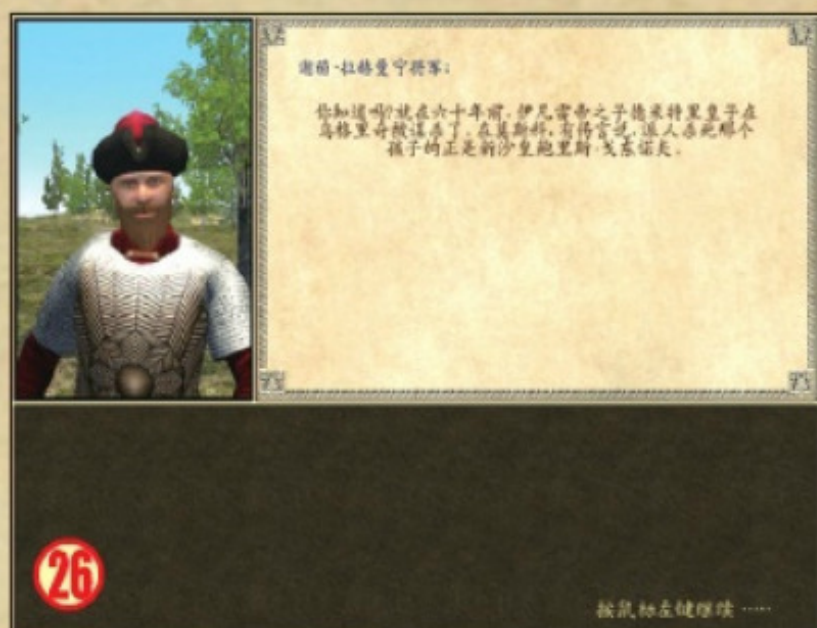 谢福·拉格曼宁将军：
你知道吗？就在六十年前，伊凡雷帝之子德米特里皇子在
乌格里奇被谋杀了。在莫斯科，有传言说，派人杀死那个
孩子的正是前沙皇鲍里斯·戈东诺夫。
26
按鼠标左键继续 ……